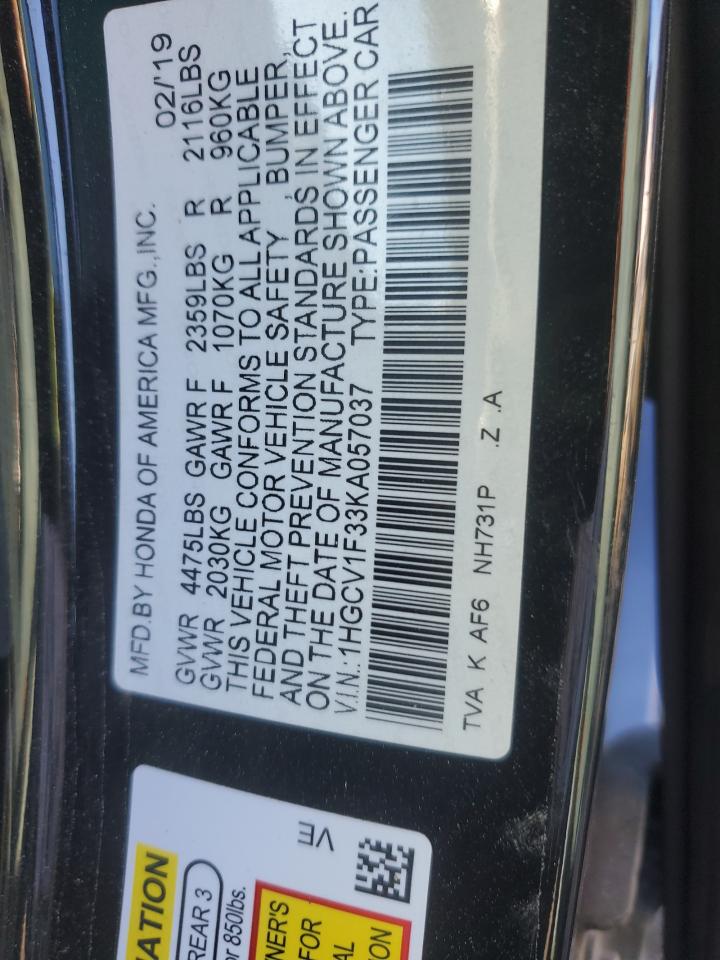 MFD.BY HONDA OF AMERICA MFG.,INC. 02/'19
GVWR 4475LBS GAWR F 2359LBS R 2116LBS
GVWR 2030KG GAWR F 1070KG R 960KG
THIS VEHICLE CONFORMS TO ALL APPLICABLE
FEDERAL MOTOR VEHICLE SAFETY , BUMPER,
AND THEFT PREVENTION STANDARDS IN EFFECT
ON THE DATE OF MANUFACTURE SHOWN ABOVE.
V.I.N.:1HGCV1F33KA057037 TYPE:PASSENGER CAR
TVA K AF6 NH731P .Z .A
ATION
REAR 3
or 850lbs.
NER'S
FOR
AL
ON